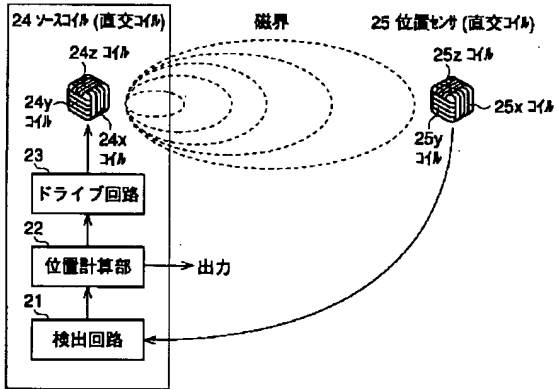 24 ソースコイル (直交コイル)
磁界
25 位置センサ (直交コイル)
24z コイル
24y コイル
24x コイル
25z コイル
25x コイル
25y コイル
23
ドライブ回路
22
位置計算部
出力
21
検出回路